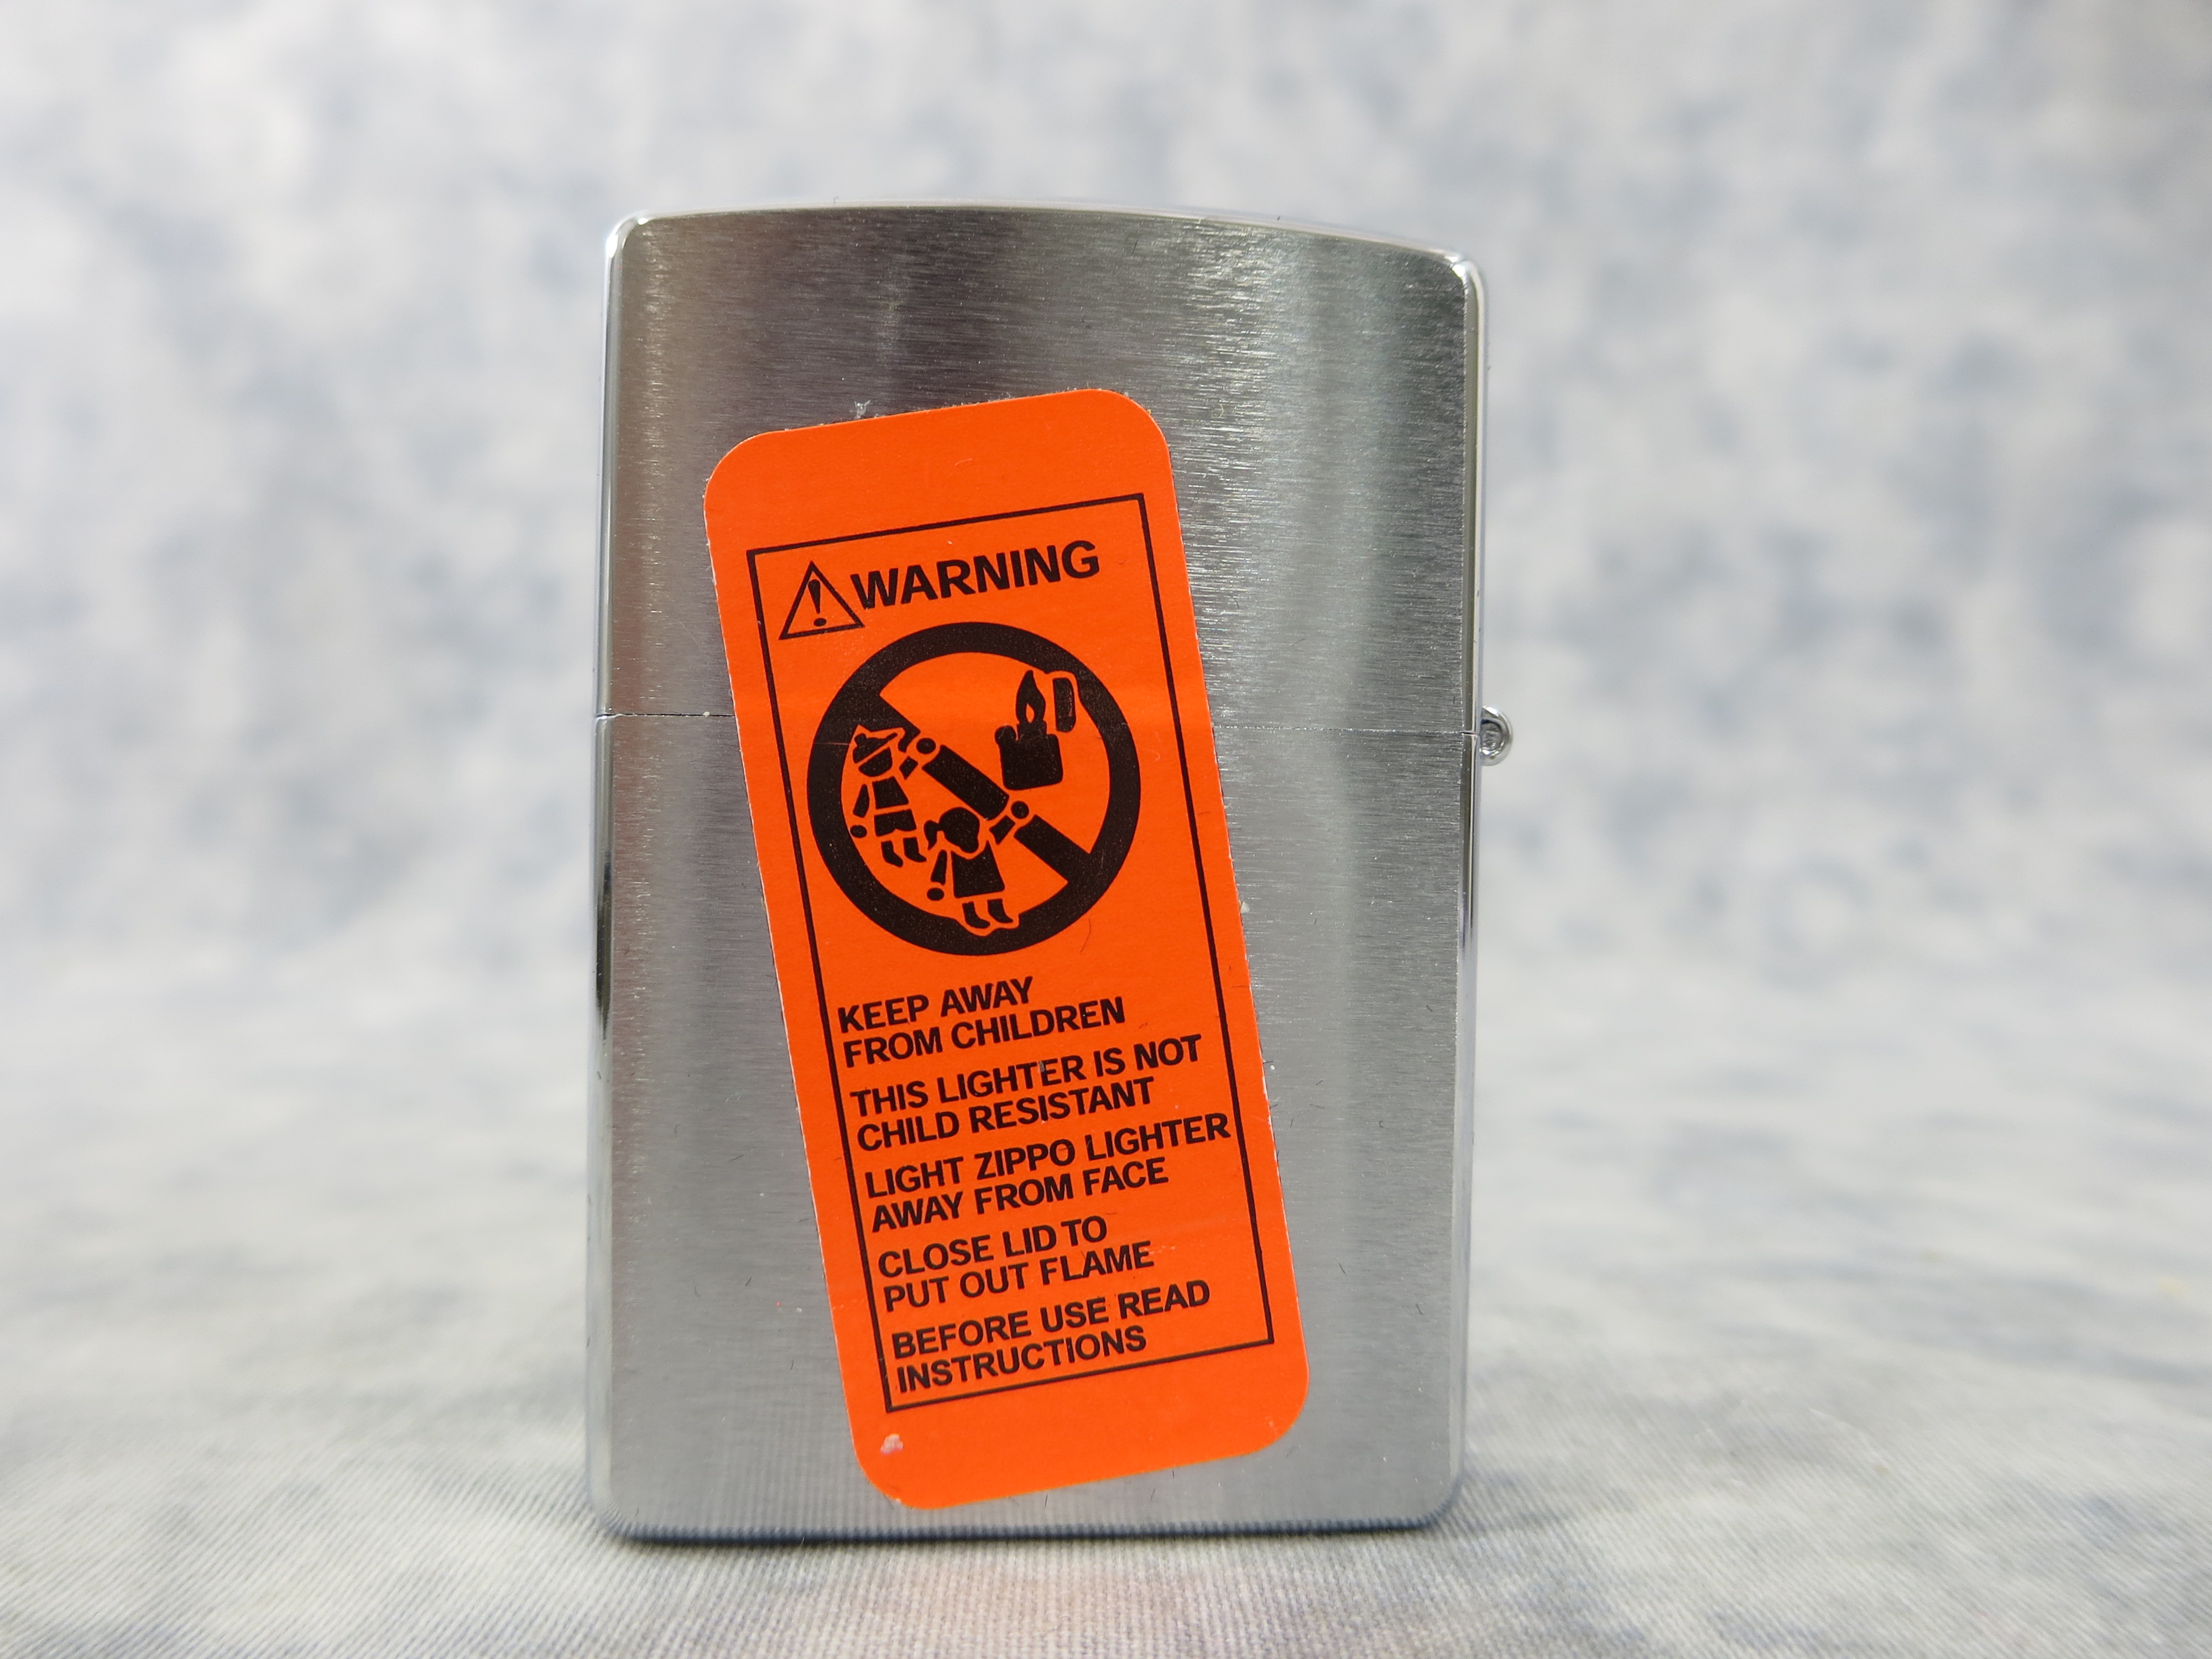 WARNING
KEEP AWAY
FROM CHILDREN
THIS LIGHTER IS NOT
CHILD RESISTANT
LIGHT ZIPPO LIGHTER
AWAY FROM FACE
CLOSE LID TO
PUT OUT FLAME
BEFORE USE READ
INSTRUCTIONS